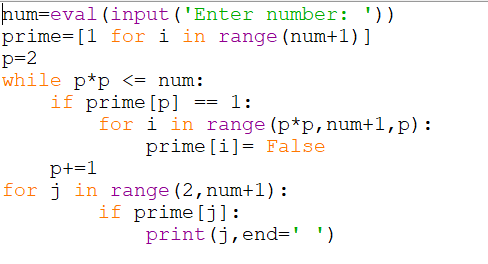 num=eval(input('Enter number: '))
prime=[1 for i in range(num+1)]
p=2
while p*p <= num:
    if prime[p] == 1:
        for i in range(p*p,num+1,p):
            prime[i]= False
    p+=1
for j in range(2,num+1):
        if prime[j]:
            print(j,end=' ')